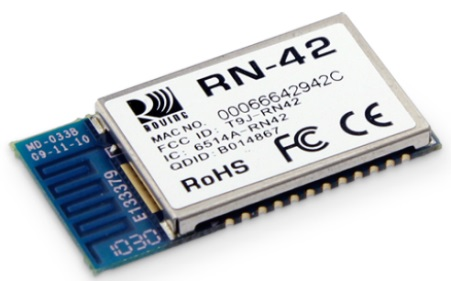 RN-42
ROVING
MAC NO. 00066642942C
FCC ID: T9J-RN42
IC: 6514A-RN42
QDID: B014867
RoHS
FC CE
MD-033B
09-11-10
E133379
1030